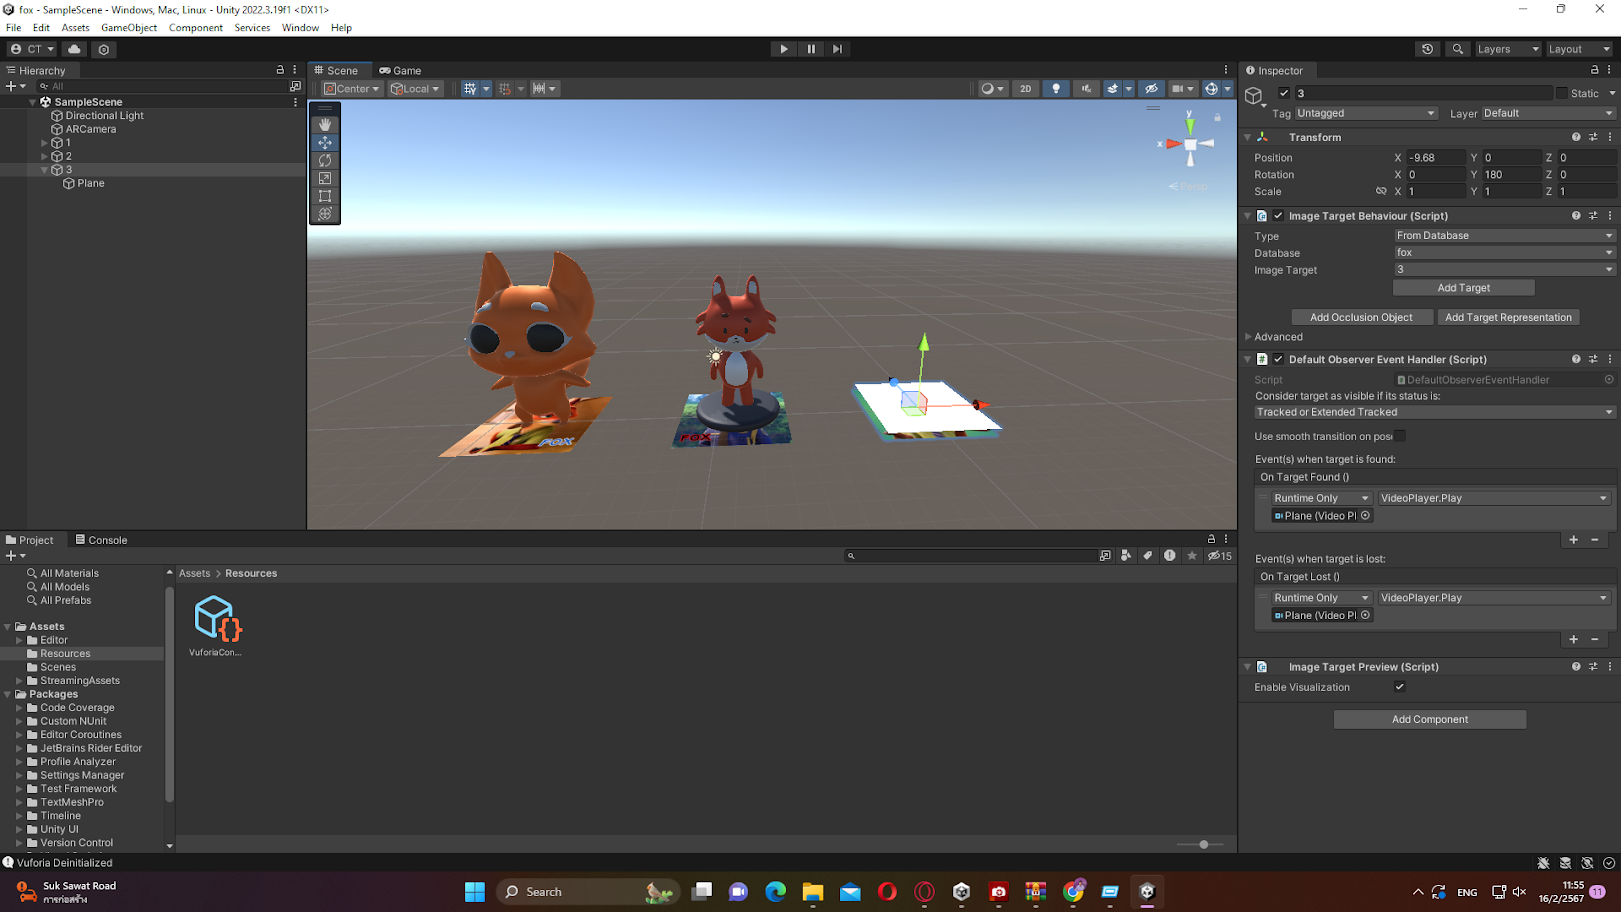 fox - SampleScene - Windows, Mac, Linux - Unity 2022.3.19f1 <DX11>
File Edit Assets GameObject Component Services Window Help
CT Layers Layout
Hierarchy
All
SampleScene
Directional Light
ARCamera
1
2
3
Plane
Scene Game
Center Local 2D
y
x
Persp
FOX
FOX
Inspector
3 Static
Tag Untagged Layer Default
Transform
Position X -9.68 Y 0 Z 0
Rotation X 0 Y 180 Z 0
Scale X 1 Y 1 Z 1
Image Target Behaviour (Script)
Type From Database
Database fox
Image Target 3
Add Target
Add Occlusion Object Add Target Representation
Advanced
Default Observer Event Handler (Script)
Script DefaultObserverEventHandler
Consider target as visible if its status is:
Tracked or Extended Tracked
Use smooth transition on pose
Event(s) when target is found:
On Target Found ()
Runtime Only VideoPlayer.Play
Plane (Video Pl
Event(s) when target is lost:
On Target Lost ()
Runtime Only VideoPlayer.Play
Plane (Video Pl
Image Target Preview (Script)
Enable Visualization
Add Component
Project Console
15
All Materials
All Models
All Prefabs
Assets
Editor
Resources
Scenes
StreamingAssets
Packages
Code Coverage
Custom NUnit
Editor Coroutines
JetBrains Rider Editor
Profile Analyzer
Settings Manager
Test Framework
TextMeshPro
Timeline
Unity UI
Version Control
Assets > Resources
VuforiaCon...
Vuforia Deinitialized
Suk Sawat Road
การก่อสร้าง
Search
ENG
11:55
16/2/2567
11